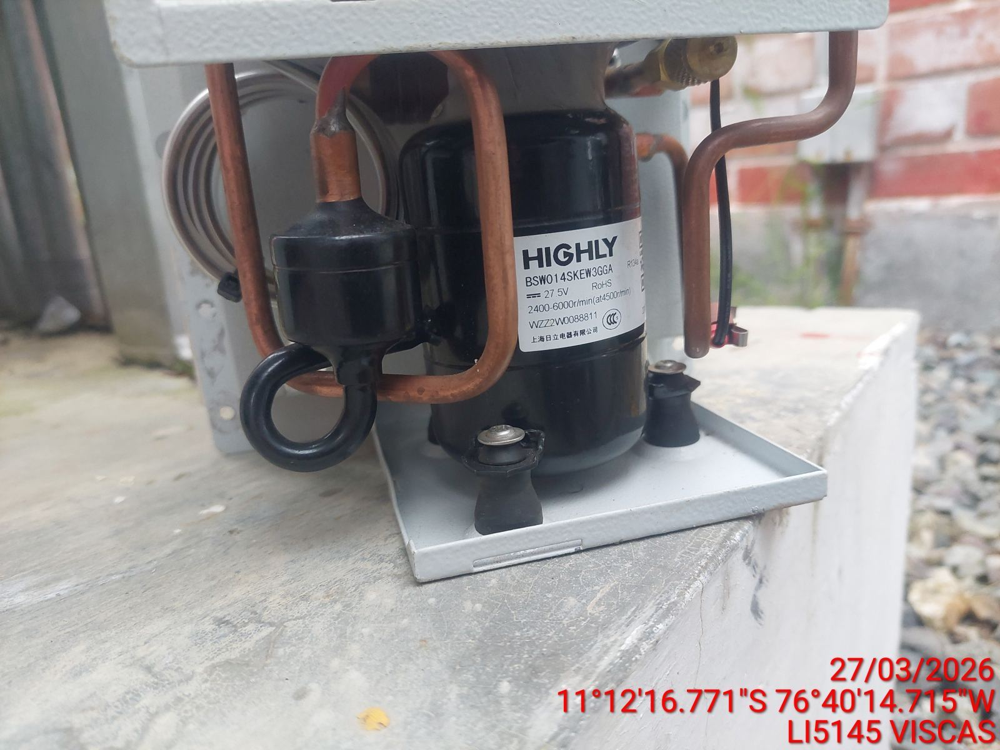 HIGHLY
BSW014SKEW3GGA R134a
27.5V RoHS
2400-6000r/min(at4500r/min)
WZZ2W0088811
上海日立电器有限公司
27/03/2026
11°12'16.771"S 76°40'14.715"W
LI5145 VISCAS